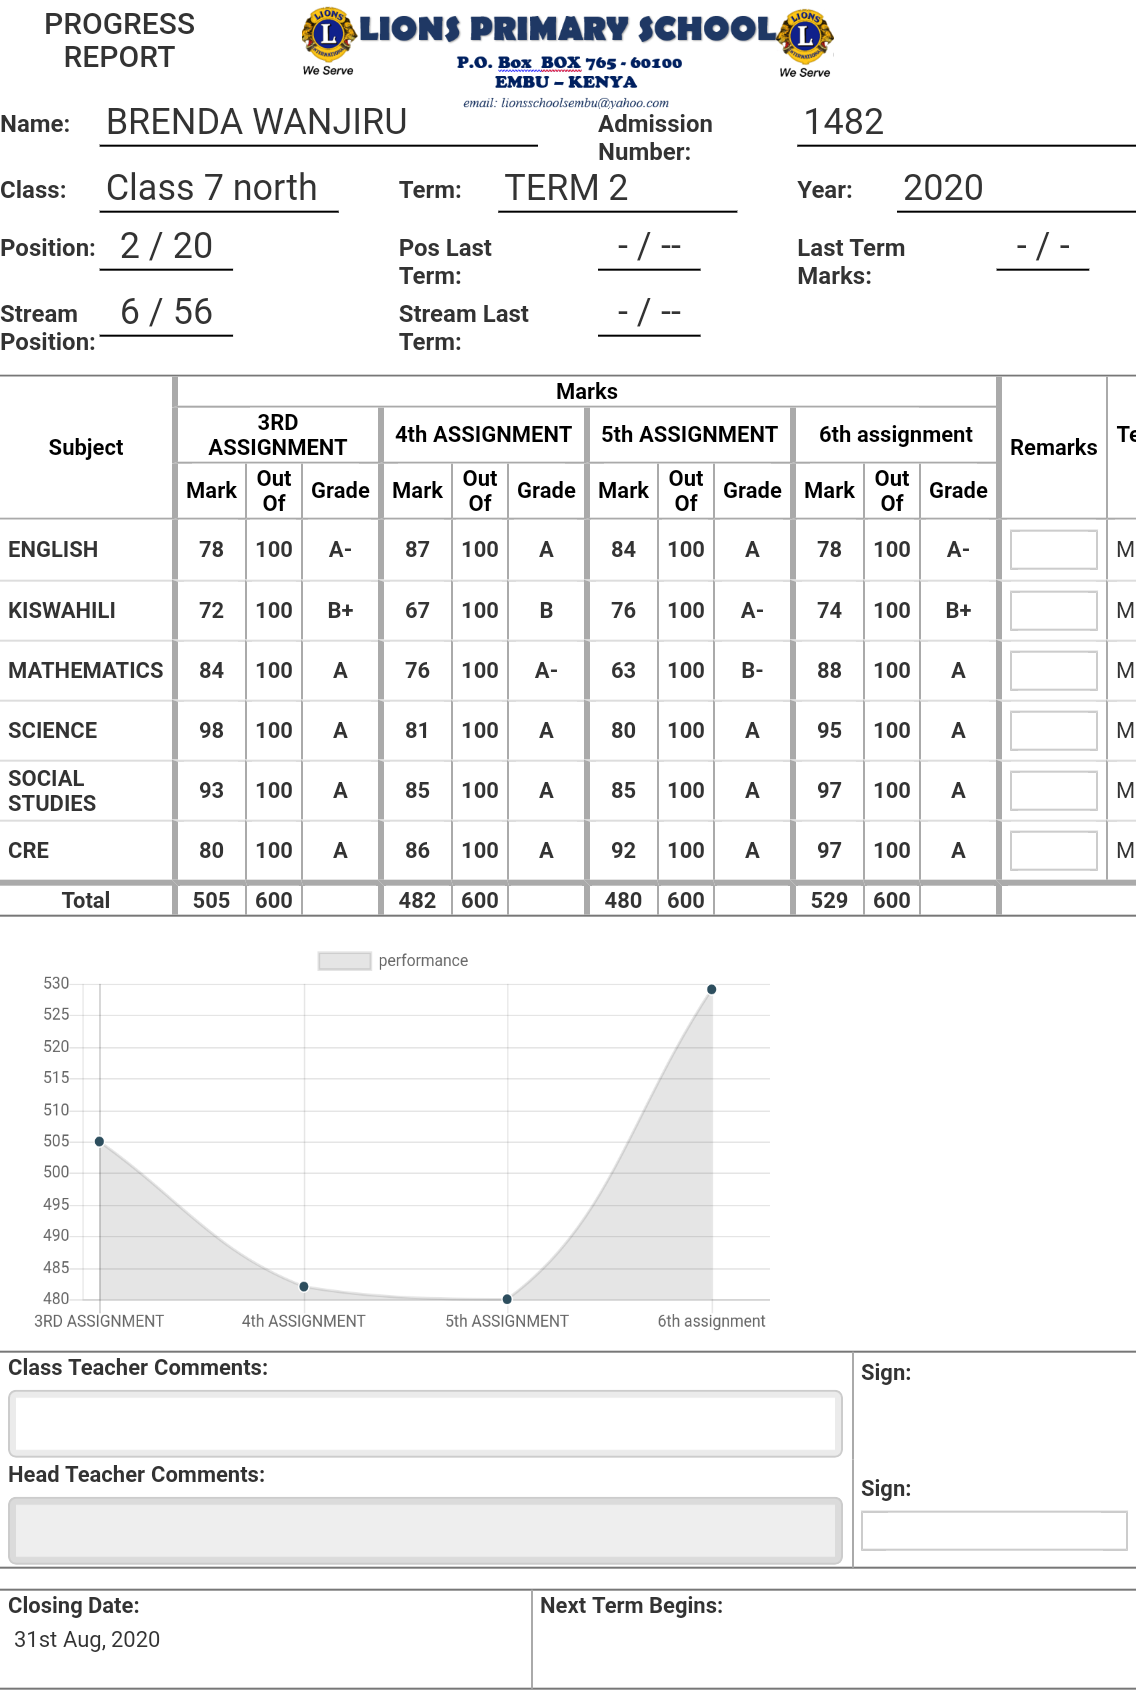 PROGRESS
REPORT
LIONS PRIMARY SCHOOL
P.O. Box BOX 765 - 60100
EMBU – KENYA
email: lionsschoolsembu@yahoo.com
LIONS
L
INTERNATIONAL
We Serve
LIONS
L
INTERNATIONAL
We Serve
Name: BRENDA WANJIRU Admission Number: 1482
Class: Class 7 north Term: TERM 2 Year: 2020
Position: 2 / 20 Pos Last Term: - / -- Last Term Marks: - / -
Stream Position: 6 / 56 Stream Last Term: - / --
Marks
Subject 3RD ASSIGNMENT 4th ASSIGNMENT 5th ASSIGNMENT 6th assignment Remarks Te
Mark Out Of Grade Mark Out Of Grade Mark Out Of Grade Mark Out Of Grade
ENGLISH 78 100 A- 87 100 A 84 100 A 78 100 A- M
KISWAHILI 72 100 B+ 67 100 B 76 100 A- 74 100 B+ M
MATHEMATICS 84 100 A 76 100 A- 63 100 B- 88 100 A M
SCIENCE 98 100 A 81 100 A 80 100 A 95 100 A M
SOCIAL STUDIES 93 100 A 85 100 A 85 100 A 97 100 A M
CRE 80 100 A 86 100 A 92 100 A 97 100 A M
Total 505 600 482 600 480 600 529 600
performance
530
525
520
515
510
505
500
495
490
485
480
3RD ASSIGNMENT 4th ASSIGNMENT 5th ASSIGNMENT 6th assignment
Class Teacher Comments: Sign:
Head Teacher Comments: Sign:
Closing Date: Next Term Begins:
31st Aug, 2020